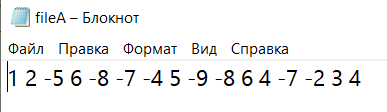 fileA – Блокнот
Файл Правка Формат Вид Справка
1 2 -5 6 -8 -7 -4 5 -9 -8 6 4 -7 -2 3 4